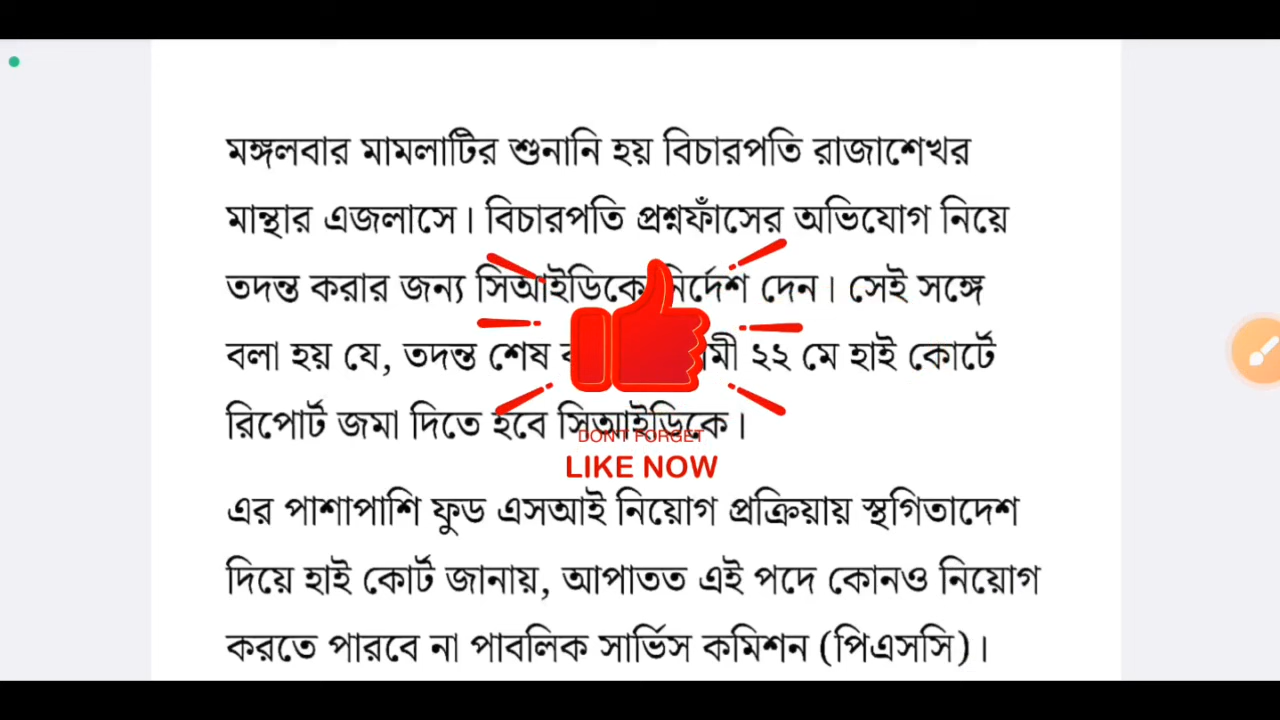 মঙ্গলবার মামলাটির শুনানি হয় বিচারপতি রাজাশেখর
মান্থার এজলাসে। বিচারপতি প্রশ্নফাঁসের অভিযোগ নিয়ে
তদন্ত করার জন্য সিআইডিকে নির্দেশ দেন। সেই সঙ্গে
বলা হয় যে, তদন্ত শেষ ২২ মে হাই কোর্টে
রিপোর্ট জমা দিতে হবে সিআইডিকে।
DON'T FORGET
LIKE NOW
এর পাশাপাশি ফুড এসআই নিয়োগ প্রক্রিয়ায় স্থগিতাদেশ
দিয়ে হাই কোর্ট জানায়, আপাতত এই পদে কোনও নিয়োগ
করতে পারবে না পাবলিক সার্ভিস কমিশন (পিএসসি)।